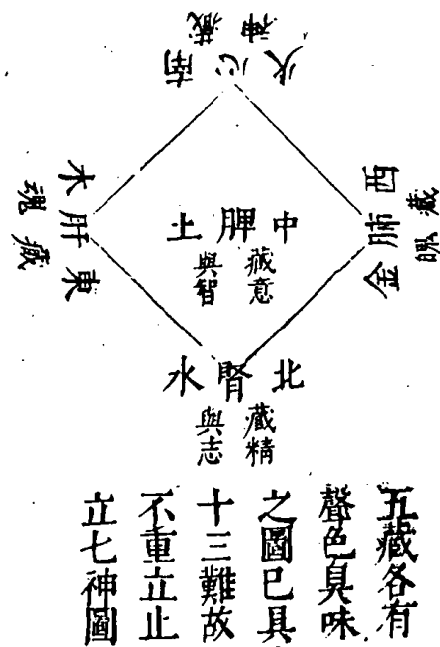 藏神
南心火
東肝木
藏魂
中脾土
藏意
與智
西肺金
藏魄
北腎水
藏精
與志
五藏各有
聲色臭味
之圖已具
十三難故
不重立止
立七神圖